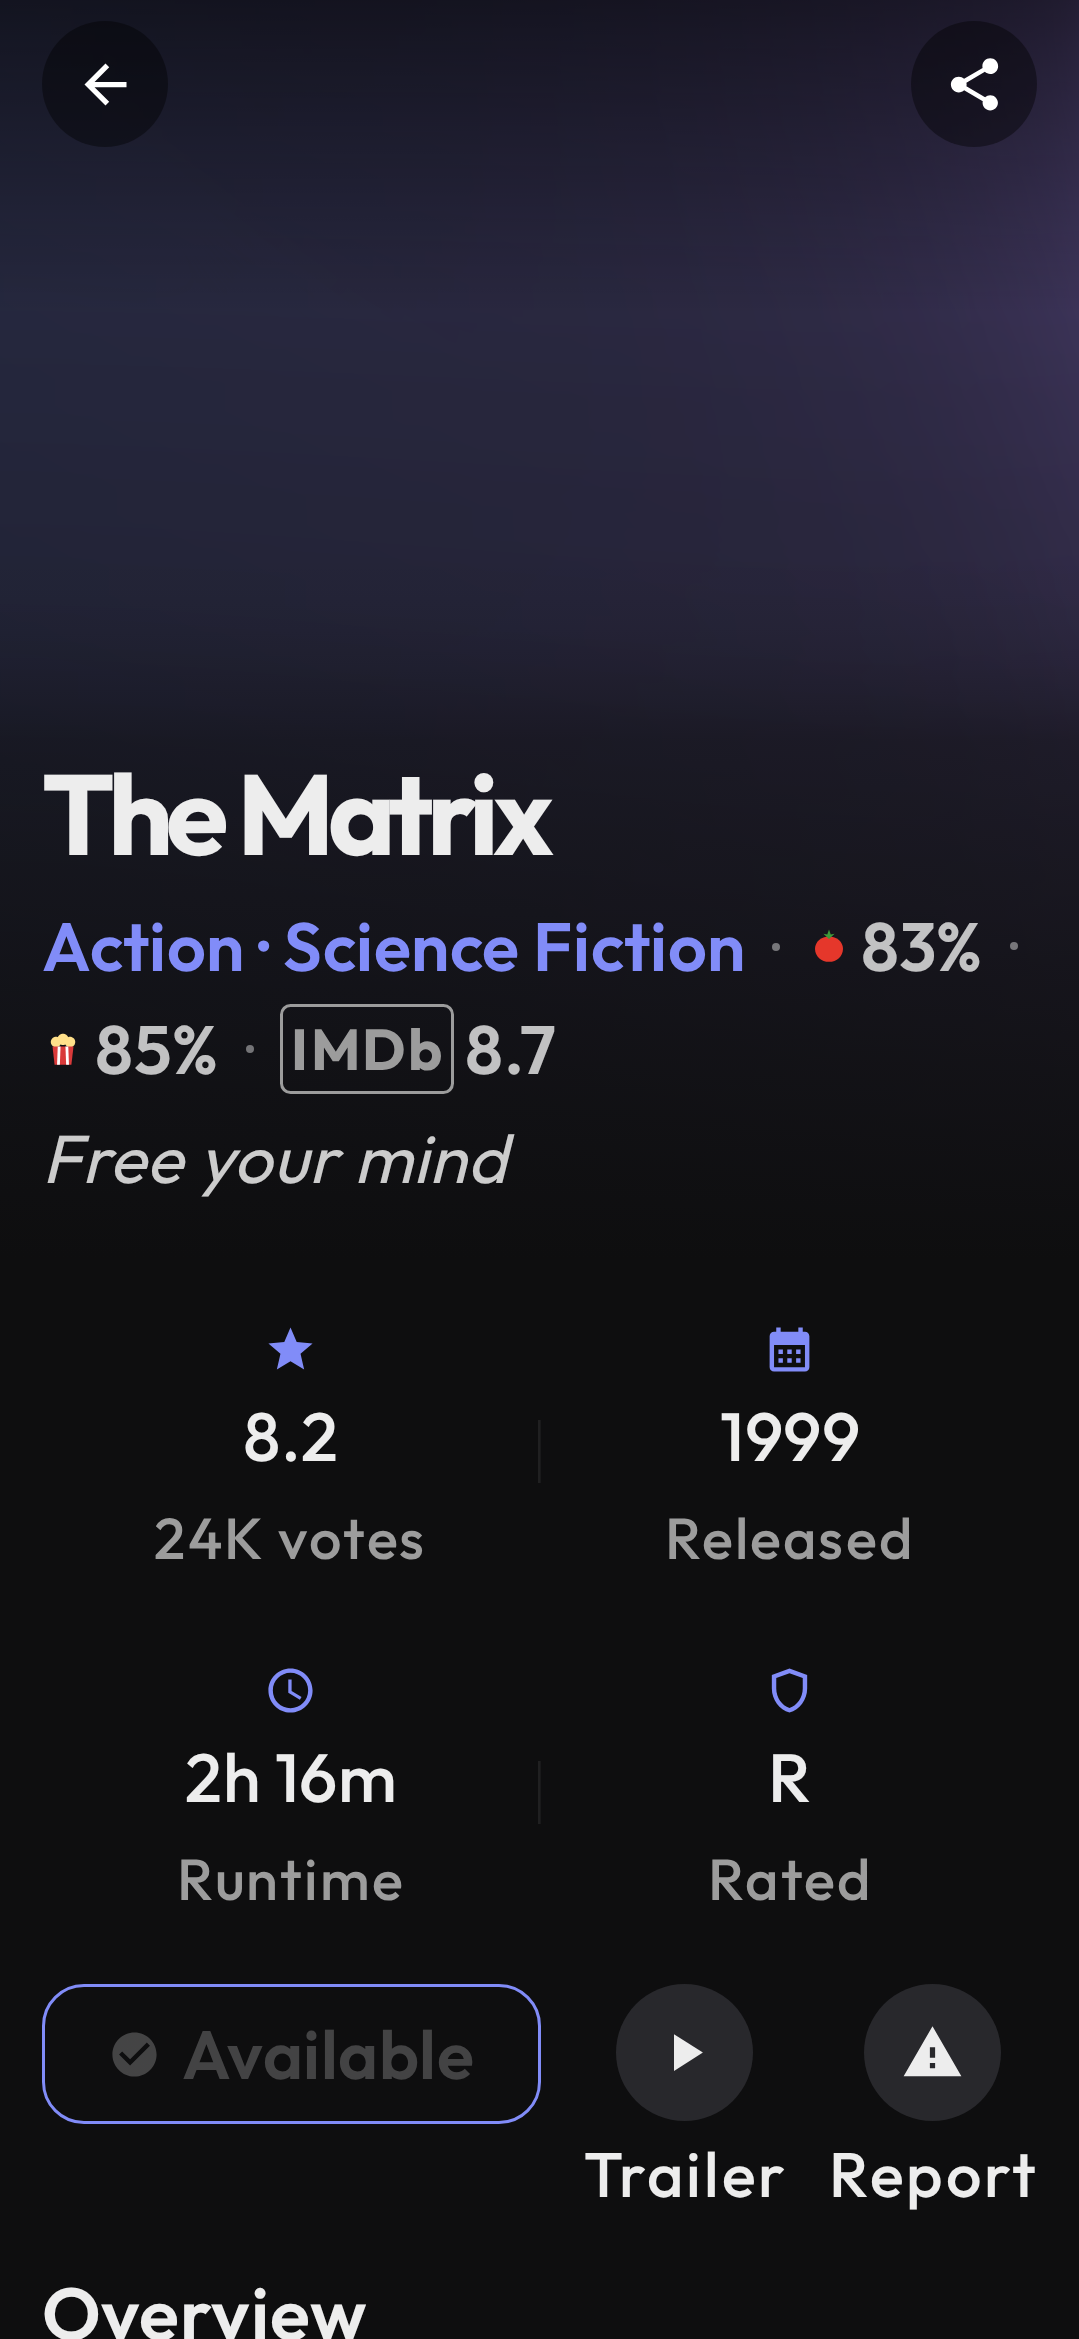 The Matrix
Action · Science Fiction · 83% ·
85% · IMDb 8.7
Free your mind
8.2
24K votes
1999
Released
2h 16m
Runtime
R
Rated
Available
Trailer
Report
Overview